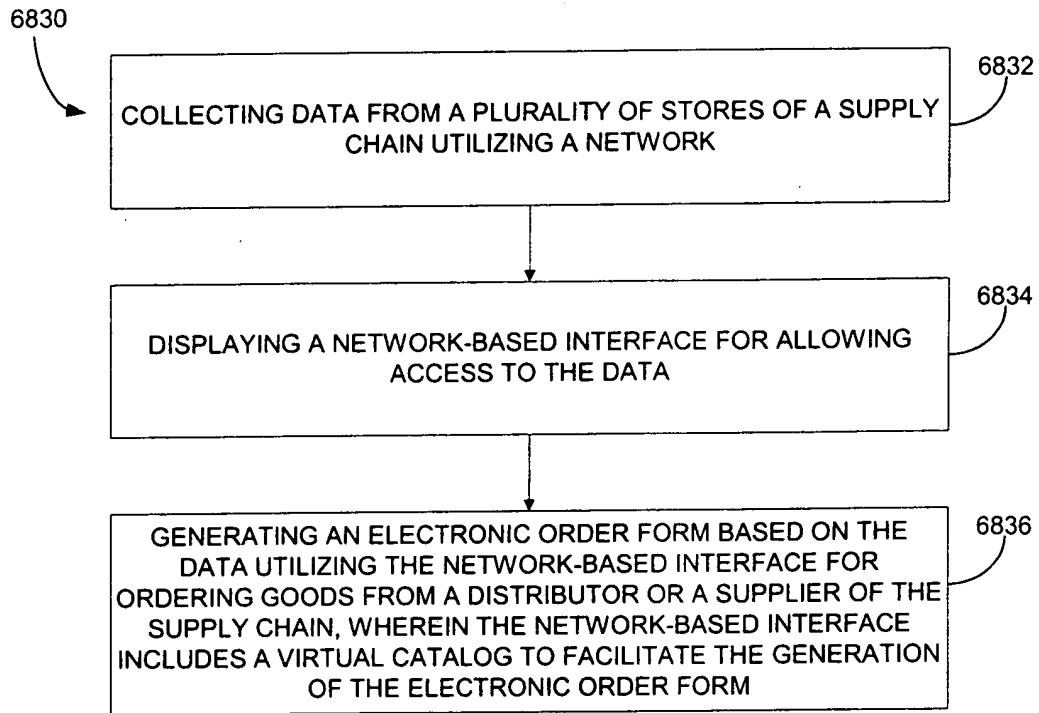 6830
6832
COLLECTING DATA FROM A PLURALITY OF STORES OF A SUPPLY
CHAIN UTILIZING A NETWORK
6834
DISPLAYING A NETWORK-BASED INTERFACE FOR ALLOWING
ACCESS TO THE DATA
6836
GENERATING AN ELECTRONIC ORDER FORM BASED ON THE
DATA UTILIZING THE NETWORK-BASED INTERFACE FOR
ORDERING GOODS FROM A DISTRIBUTOR OR A SUPPLIER OF THE
SUPPLY CHAIN, WHEREIN THE NETWORK-BASED INTERFACE
INCLUDES A VIRTUAL CATALOG TO FACILITATE THE GENERATION
OF THE ELECTRONIC ORDER FORM